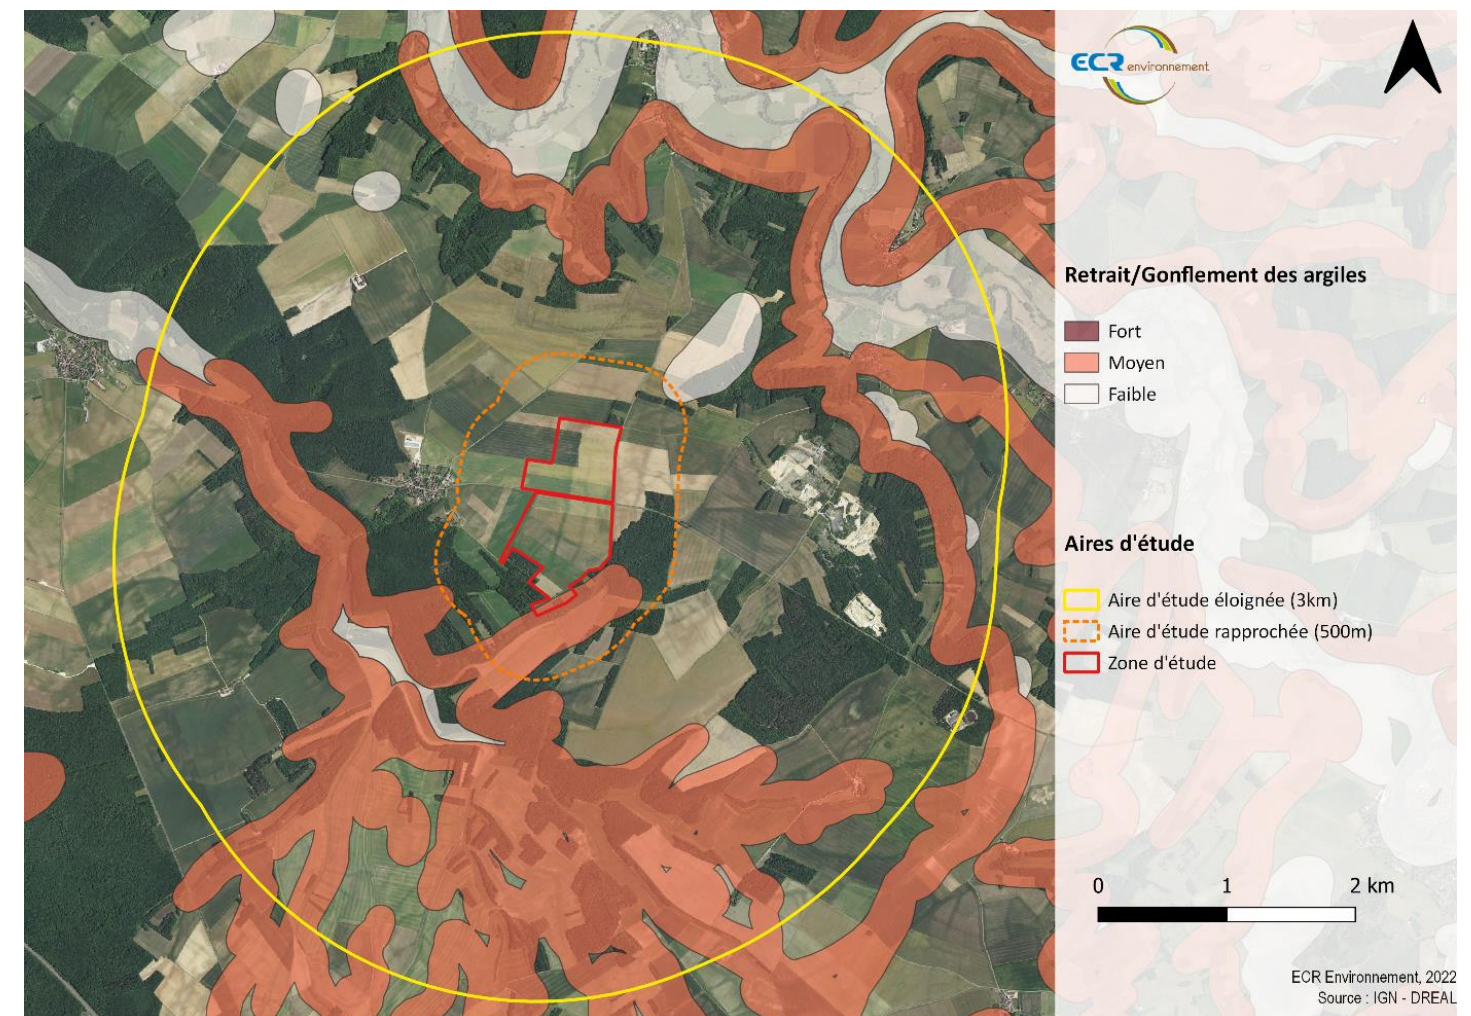 ECR environnement
Retrait/Gonflement des argiles
Fort
Moyen
Faible
Aires d'étude
Aire d'étude éloignée (3km)
Aire d'étude rapprochée (500m)
Zone d'étude
0 1 2 km
ECR Environnement, 2022
Source : IGN - DREAL